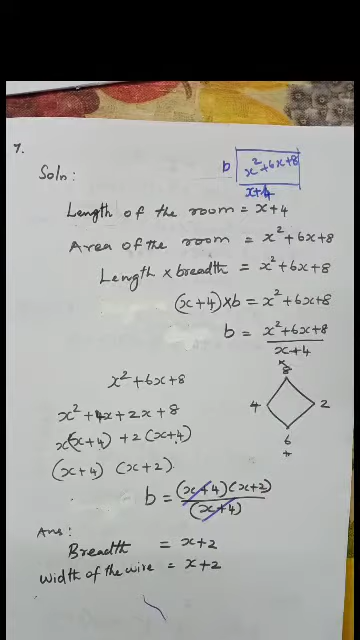 7.
Soln:
b x²+6x+8
x+4
Length of the room = x+4
Area of the room = x²+6x+8
Length × breadth = x²+6x+8
(x+4)×b = x²+6x+8
b = x²+6x+8
x+4
x²+6x+8
x
8
x²+4x+2x+8
4 2
x(x+4) +2(x+4)
6
+
(x+4) (x+2).
b = (x+4)(x+2)
(x+4)
Ans:
Breadth = x+2
Width of the wire = x+2